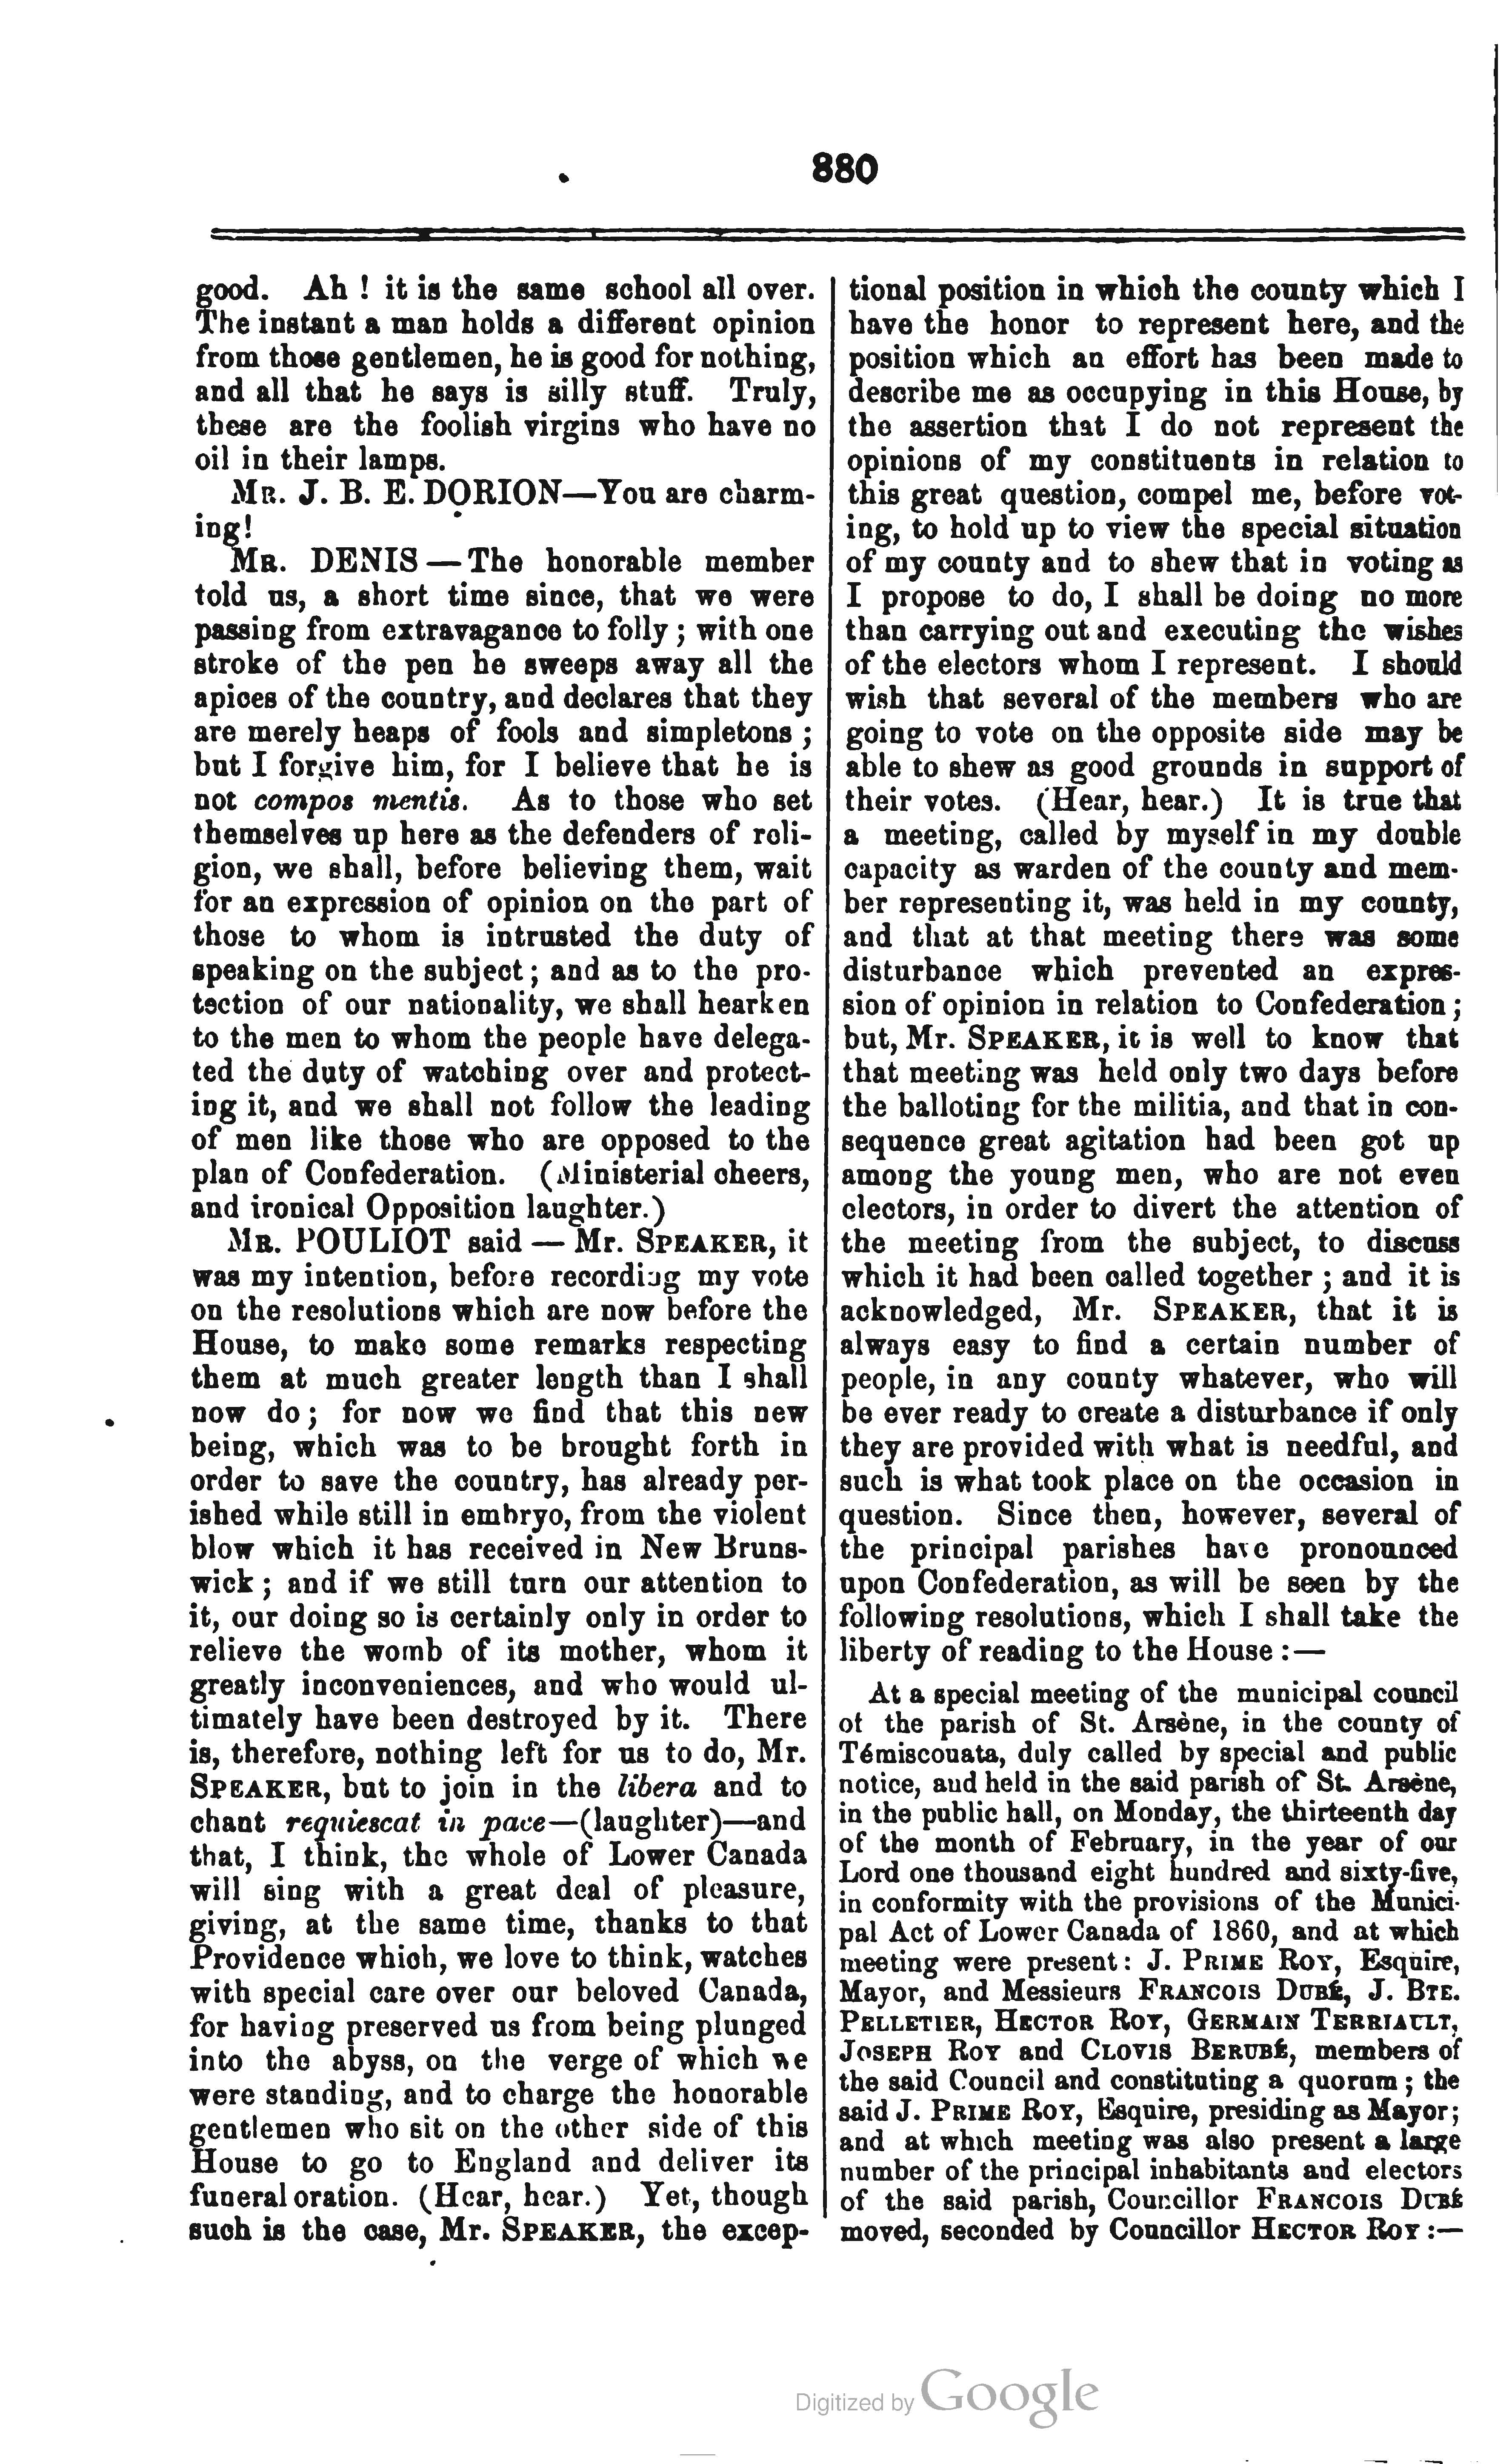 880
good. Ah ! it is the same school all over.
The instant a man holds a different opinion
from those gentlemen, he is good for nothing,
and all that he says is silly stuff. Truly,
these are the foolish virgins who have no
oil in their lamps.
MR. J. B. E. DORION—You are charm-
ing!
MR. DENIS—The honorable member
told us, a short time since, that we were
passing from extravagance to folly ; with one
stroke of the pen he sweeps away all the
apices of the country, and declares that they
are merely heaps of fools and simpletons ;
but I forgive him, for I believe that he is
not compos mentis. As to those who set
themselves up here as the defenders of reli-
gion, we shall, before believing them, wait
for an expression of opinion on the part of
those to whom is intrusted the duty of
speaking on the subject ; and as to the pro-
tection of our nationality, we shall hearken
to the men to whom the people have delega-
ted the duty of watching over and protect-
ing it, and we shall not follow the leading
of men like those who are opposed to the
plan of Confederation. (Ministerial cheers,
and ironical Opposition laughter.)
MR. POULIOT said — Mr. SPEAKER, it
was my intention, before recording my vote
on the resolutions which are now before the
House, to make some remarks respecting
them at much greater length than I shall
now do ; for now we find that this new
being, which was to be brought forth in
order to save the country, has already per-
ished while still in embryo, from the violent
blow which it has received in New Bruns-
wick ; and if we still turn our attention to
it, our doing so is certainly only in order to
relieve the womb of its mother, whom it
greatly inconveniences, and who would ul-
timately have been destroyed by it. There
is, therefore, nothing left for us to do, Mr.
SPEAKER, but to join in the libera and to
chant requiescat in pace—(laughter)—and
that, I think, the whole of Lower Canada
will sing with a great deal of pleasure,
giving, at the same time, thanks to that
Providence which, we love to think, watches
with special care over our beloved Canada,
for having preserved us from being plunged
into the abyss, on the verge of which we
were standing, and to charge the honorable
gentlemen who sit on the other side of this
House to go to England and deliver its
funeral oration. (Hear, hear.) Yet, though
such is the case, Mr. SPEAKER, the excep-
tional position in which the county which I
have the honor to represent here, and the
position which an effort has been made to
describe me as occupying in this House, by
the assertion that I do not represent the
opinions of my constituents in relation to
this great question, compel me, before vot-
ing, to hold up to view the special situation
of my county and to shew that in voting as
I propose to do, I shall be doing no more
than carrying out and executing the wishes
of the electors whom I represent. I should
wish that several of the members who are
going to vote on the opposite side may be
able to shew as good grounds in support of
their votes. (Hear, hear.) It is true that
a meeting, called by myself in my double
capacity as warden of the county and mem-
ber representing it, was held in my county,
and that at that meeting there was some
disturbance which prevented an expres-
sion of opinion in relation to Confederation ;
but, Mr. SPEAKER, it is well to know that
that meeting was held only two days before
the balloting for the militia, and that in con-
sequence great agitation had been got up
among the young men, who are not even
electors, in order to divert the attention of
the meeting from the subject, to discuss
which it had been called together ; and it is
acknowledged, Mr. SPEAKER, that it is
always easy to find a certain number of
people, in any county whatever, who will
be ever ready to create a disturbance if only
they are provided with what is needful, and
such is what took place on the occasion in
question. Since then, however, several of
the principal parishes have pronounced
upon Confederation, as will be seen by the
following resolutions, which I shall take the
liberty of reading to the House :—
At a special meeting of the municipal council
of the parish of St. Arsène, in the county of
Témiscouata, duly called by special and public
notice, and held in the said parish of St. Arsène,
in the public hall, on Monday, the thirteenth day
of the month of February, in the year of our
Lord one thousand eight hundred and sixty-five,
in conformity with the provisions of the Munici-
pal Act of Lower Canada of 1860, and at which
meeting were present : J. PRIME ROY, Esquire,
Mayor, and Messieurs FRANCOIS DUBÉ, J. BTE.
PELLETIER, HECTOR ROY, GERMAIN TERRIAULT,
JOSEPH ROY and CLOVIS BERUBÉ, members of
the said Council and constituting a quorum ; the
said J. PRIME ROY, Esquire, presiding as Mayor;
and at which meeting was also present a large
number of the principal inhabitants and electors
of the said parish, Councillor FRANCOIS DUBÉ
moved, seconded by Councillor HECTOR ROY :—
Digitized by Google